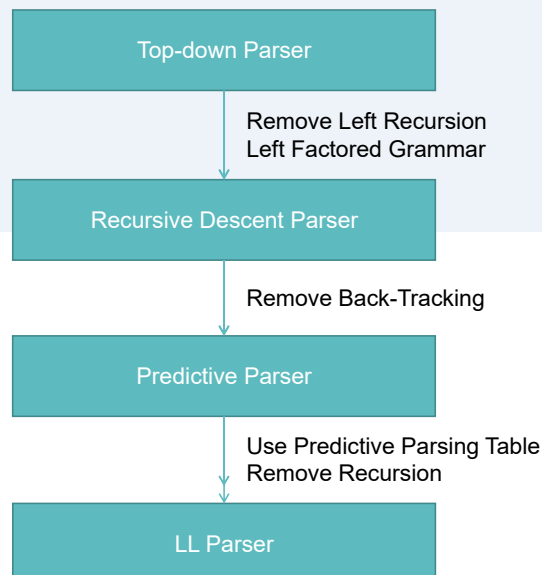 Top-down Parser
Remove Left Recursion
Left Factored Grammar
Recursive Descent Parser
Remove Back-Tracking
Predictive Parser
Use Predictive Parsing Table
Remove Recursion
LL Parser